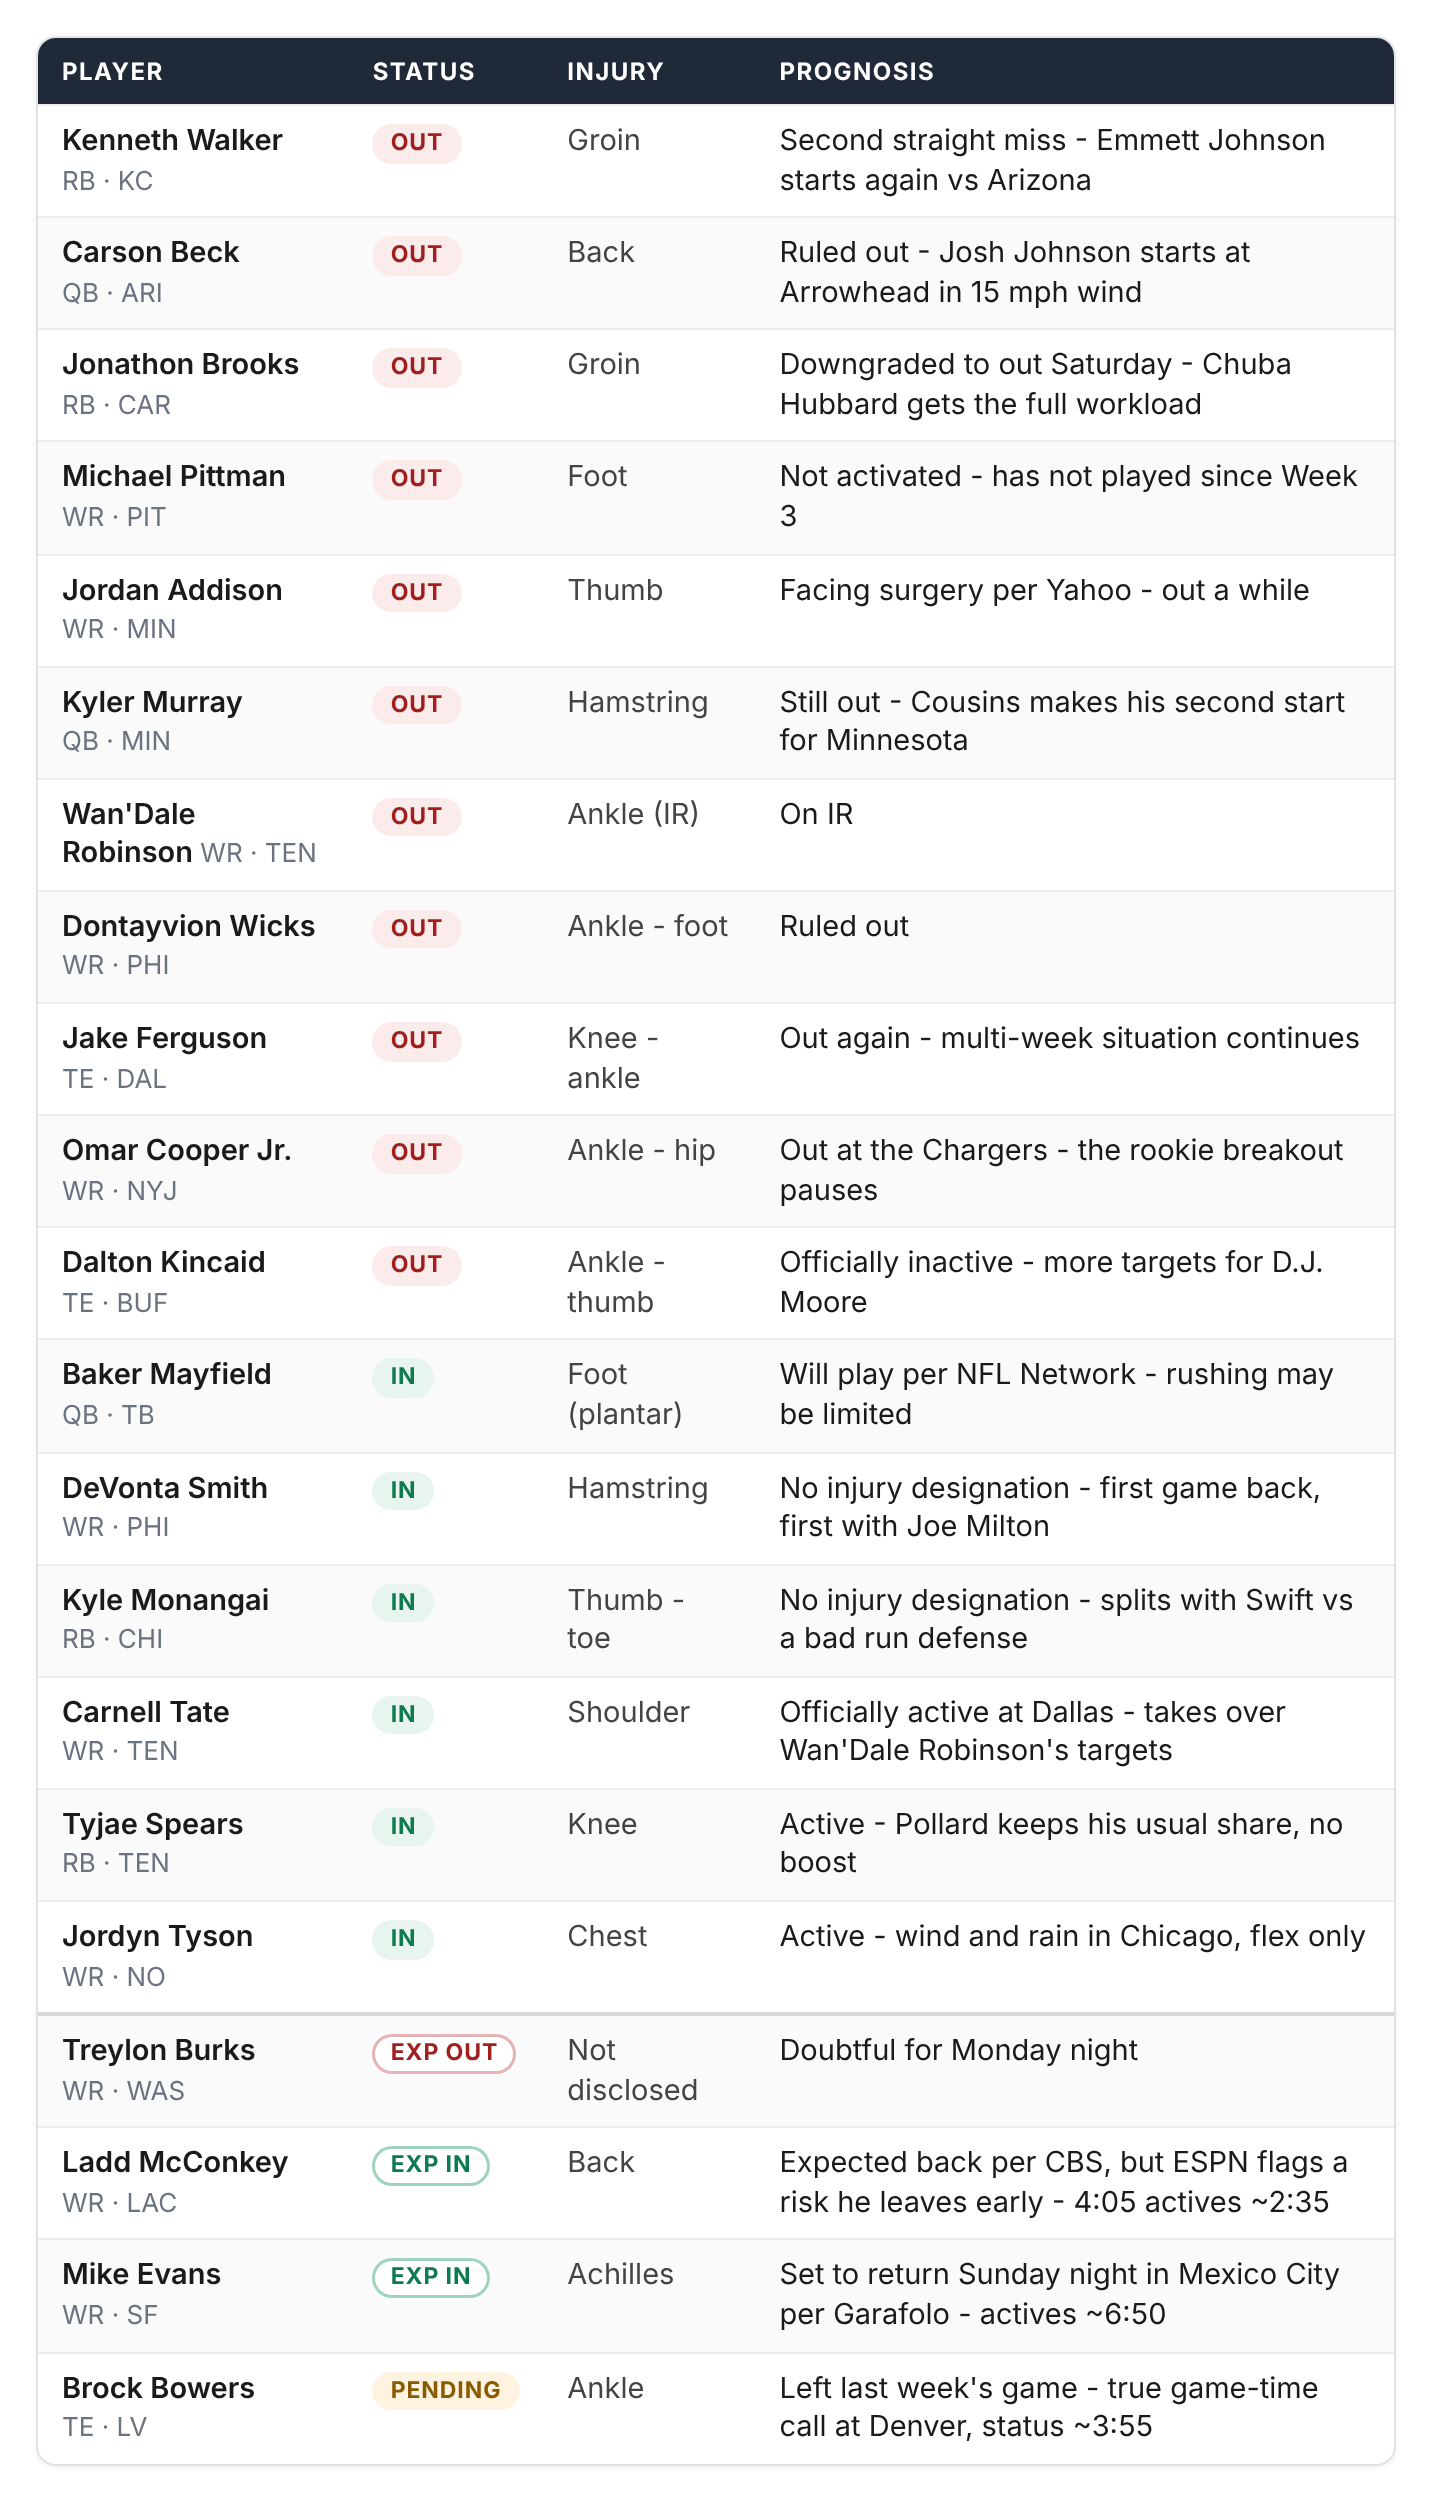 PLAYER STATUS INJURY PROGNOSIS
Kenneth Walker OUT Groin Second straight miss - Emmett Johnson
RB · KC starts again vs Arizona
Carson Beck OUT Back Ruled out - Josh Johnson starts at
QB · ARI Arrowhead in 15 mph wind
Jonathon Brooks OUT Groin Downgraded to out Saturday - Chuba
RB · CAR Hubbard gets the full workload
Michael Pittman OUT Foot Not activated - has not played since Week
WR · PIT 3
Jordan Addison OUT Thumb Facing surgery per Yahoo - out a while
WR · MIN
Kyler Murray OUT Hamstring Still out - Cousins makes his second start
QB · MIN for Minnesota
Wan'Dale OUT Ankle (IR) On IR
Robinson WR · TEN
Dontayvion Wicks OUT Ankle - foot Ruled out
WR · PHI
Jake Ferguson OUT Knee - Out again - multi-week situation continues
TE · DAL ankle
Omar Cooper Jr. OUT Ankle - hip Out at the Chargers - the rookie breakout
WR · NYJ pauses
Dalton Kincaid OUT Ankle - Officially inactive - more targets for D.J.
TE · BUF thumb Moore
Baker Mayfield IN Foot Will play per NFL Network - rushing may
QB · TB (plantar) be limited
DeVonta Smith IN Hamstring No injury designation - first game back,
WR · PHI first with Joe Milton
Kyle Monangai IN Thumb - No injury designation - splits with Swift vs
RB · CHI toe a bad run defense
Carnell Tate IN Shoulder Officially active at Dallas - takes over
WR · TEN Wan'Dale Robinson's targets
Tyjae Spears IN Knee Active - Pollard keeps his usual share, no
RB · TEN boost
Jordyn Tyson IN Chest Active - wind and rain in Chicago, flex only
WR · NO
Treylon Burks EXP OUT Not Doubtful for Monday night
WR · WAS disclosed
Ladd McConkey EXP IN Back Expected back per CBS, but ESPN flags a
WR · LAC risk he leaves early - 4:05 actives ~2:35
Mike Evans EXP IN Achilles Set to return Sunday night in Mexico City
WR · SF per Garafolo - actives ~6:50
Brock Bowers PENDING Ankle Left last week's game - true game-time
TE · LV call at Denver, status ~3:55